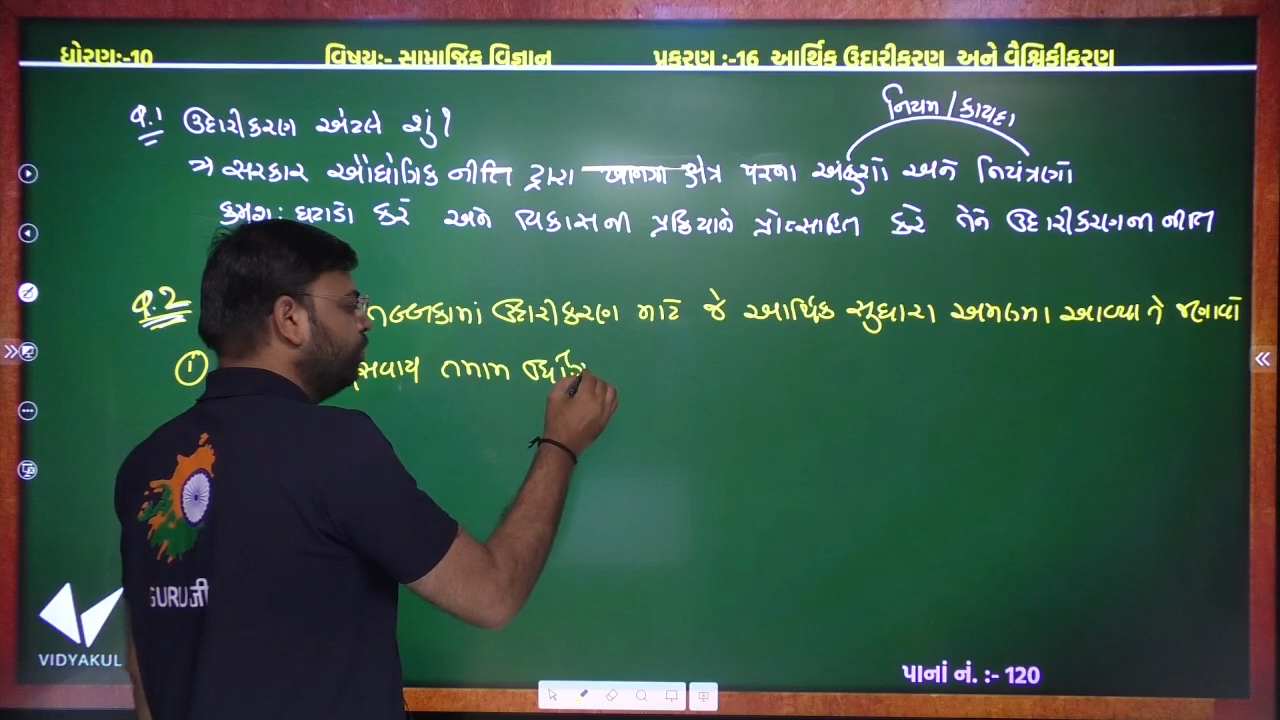 ધોરણઃ-10 વિષયઃ- સામાજિક વિજ્ઞાન પ્રકરણ :-16 આર્થિક ઉદારીકરણ અને વૈશ્વિકીકરણ
નિયમ / કાયદા
Q.1 ઉદારીકરણ એટલે શું?
→ સરકાર ઔદ્યોગિક નીતિ દ્વારા ખાનગી ક્ષેત્ર પરના અંકુશો અને નિયંત્રણો
ક્રમશ: ઘટાડો કરે અને વિકાસની પ્રક્રિયાને પ્રોત્સાહિત કરે તેને ઉદારીકરણની નીતિ
Q.2 તબક્કામાં ઉદારીકરણ માટે જે આર્થિક સુધારા અમલમા આવ્યા તે જણાવો
① સિવાય તમામ
GURUजी
VIDYAKUL
પાનાં નં. :- 120